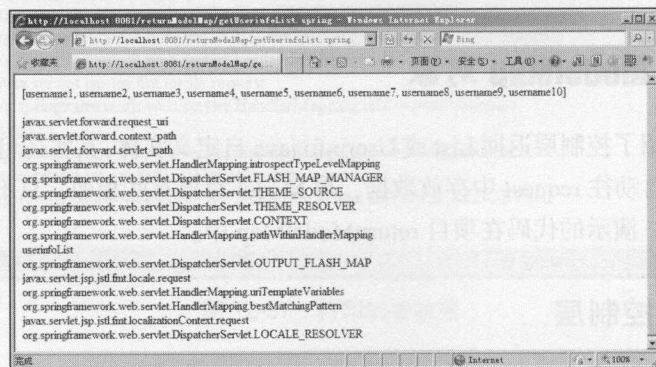 http://localhost:8081/returnModelMap/getUserinfoList.spring - Windows Internet Explorer
http://localhost:8081/returnModelMap/getUserinfoList.spring
Bing
收藏夹
http://localhost:8081/returnModelMap/ge...
页面(P) 安全(S) 工具(O)
[username1, username2, username3, username4, username5, username6, username7, username8, username9, username10]
javax.servlet.forward.request_uri
javax.servlet.forward.context_path
javax.servlet.forward.servlet_path
org.springframework.web.servlet.HandlerMapping.introspectTypeLevelMapping
org.springframework.web.servlet.DispatcherServlet.FLASH_MAP_MANAGER
org.springframework.web.servlet.DispatcherServlet.THEME_SOURCE
org.springframework.web.servlet.DispatcherServlet.THEME_RESOLVER
org.springframework.web.servlet.DispatcherServlet.CONTEXT
org.springframework.web.servlet.HandlerMapping.pathWithinHandlerMapping
userinfoList
org.springframework.web.servlet.DispatcherServlet.OUTPUT_FLASH_MAP
javax.servlet.jsp.jstl.fmt.locale.request
org.springframework.web.servlet.HandlerMapping.uriTemplateVariables
org.springframework.web.servlet.HandlerMapping.bestMatchingPattern
javax.servlet.jsp.jstl.fmt.localizationContext.request
org.springframework.web.servlet.DispatcherServlet.LOCALE_RESOLVER
完成
Internet
100%